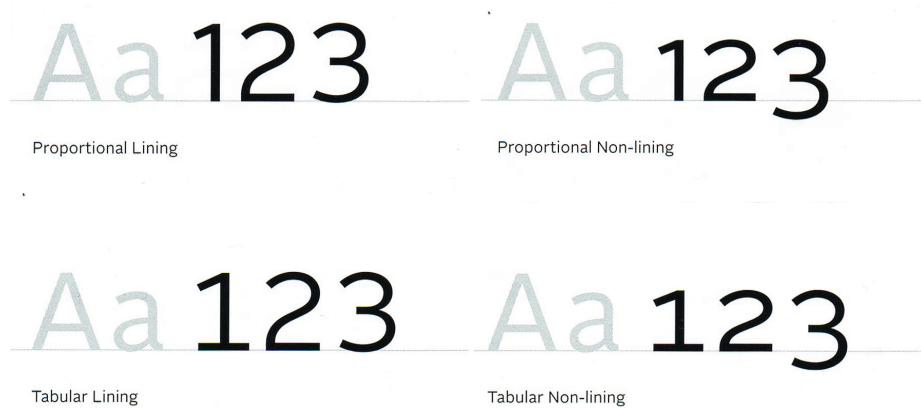 Aa 123
Proportional Lining
Aa 123
Proportional Non-lining
Aa 123
Tabular Lining
Aa 123
Tabular Non-lining